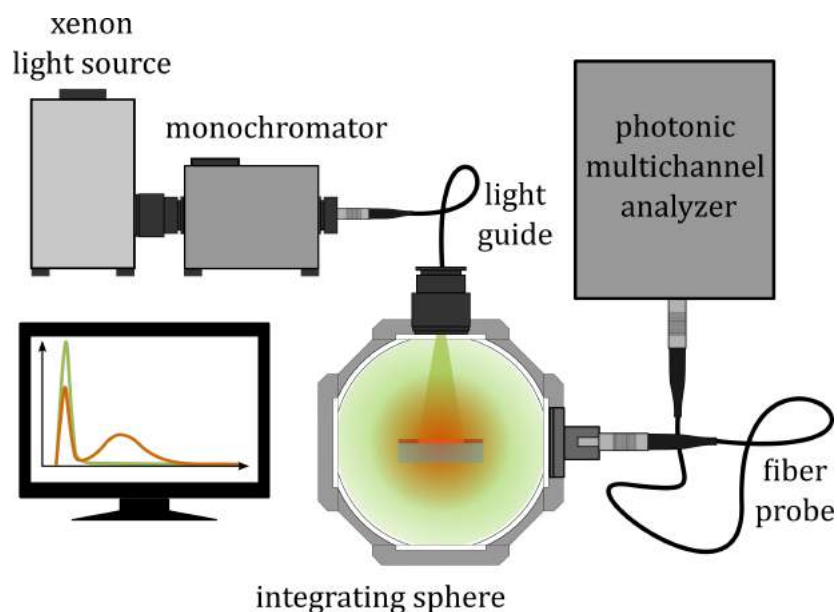 xenon
light source
monochromator
light
guide
photonic
multichannel
analyzer
fiber
probe
integrating sphere